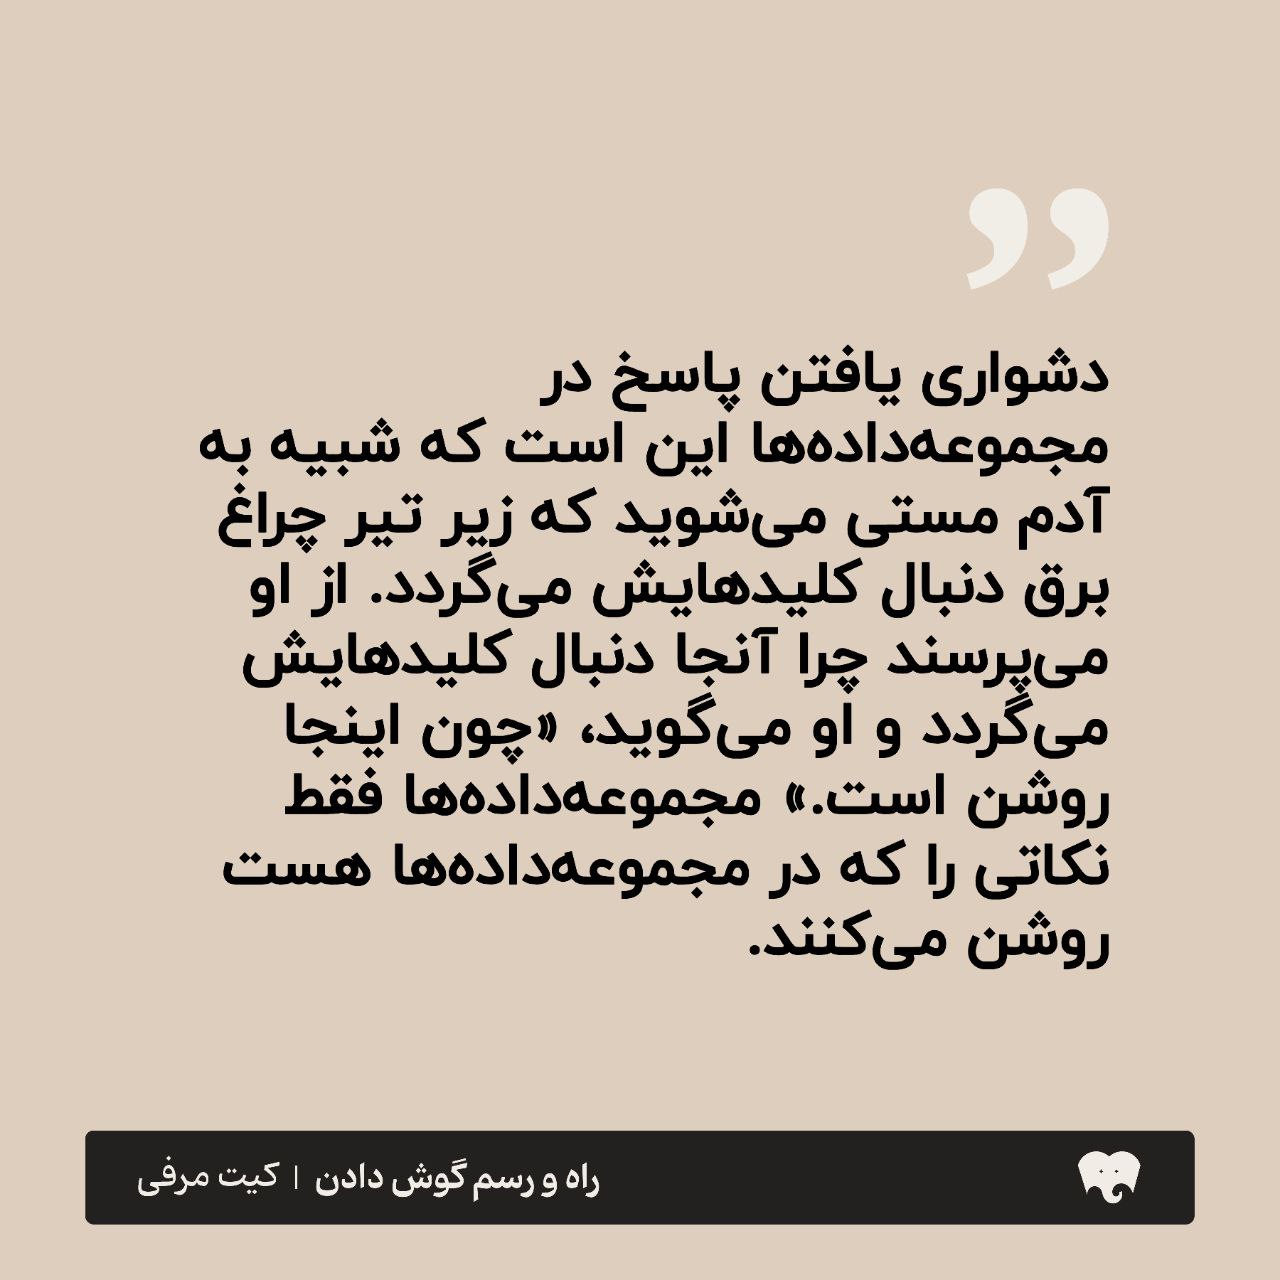 ”
دشواری یافتن پاسخ در
مجموعه‌داده‌ها این است که شبیه به
آدم مستی می‌شوید که زیر تیر چراغ
برق دنبال کلیدهایش می‌گردد. از او
می‌پرسند چرا آنجا دنبال کلیدهایش
می‌گردد و او می‌گوید، «چون اینجا
روشن است.» مجموعه‌داده‌ها فقط
نکاتی را که در مجموعه‌داده‌ها هست
روشن می‌کنند.
راه و رسم گوش دادن | کیت مرفی